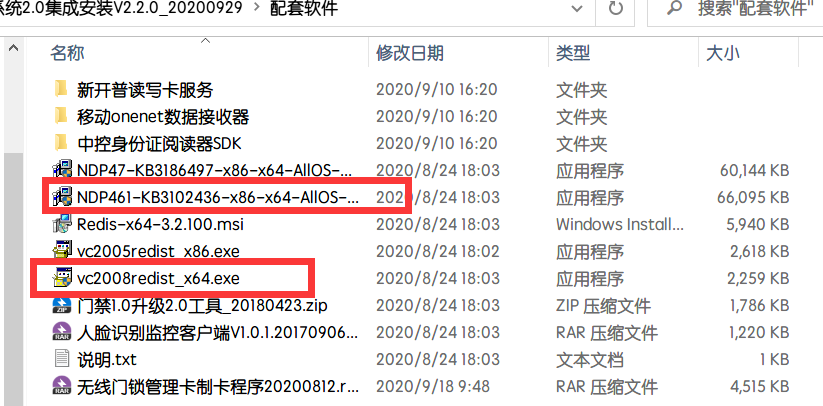 系统2.0集成安装V2.2.0_20200929 > 配套软件 搜索"配套软件"
名称 修改日期 类型 大小
新开普读写卡服务 2020/9/10 16:20 文件夹
移动onenet数据接收器 2020/9/10 16:20 文件夹
中控身份证阅读器SDK 2020/9/10 16:20 文件夹
NDP47-KB3186497-x86-x64-AllOS-... 2020/8/24 18:03 应用程序 60,144 KB
NDP461-KB3102436-x86-x64-AllOS-... 2020/8/24 18:03 应用程序 66,095 KB
Redis-x64-3.2.100.msi 2020/8/24 18:03 Windows Install... 5,940 KB
vc2005redist_x86.exe 2020/8/24 18:02 应用程序 2,618 KB
vc2008redist_x64.exe 2020/8/24 18:03 应用程序 2,259 KB
门禁1.0升级2.0工具_20180423.zip 2020/8/24 18:03 ZIP 压缩文件 1,786 KB
人脸识别监控客户端V1.0.1.20170906... 2020/8/24 18:03 RAR 压缩文件 1,220 KB
说明.txt 2020/8/24 18:03 文本文档 1 KB
无线门锁管理卡制卡程序20200812.r... 2020/9/18 9:48 RAR 压缩文件 4,515 KB